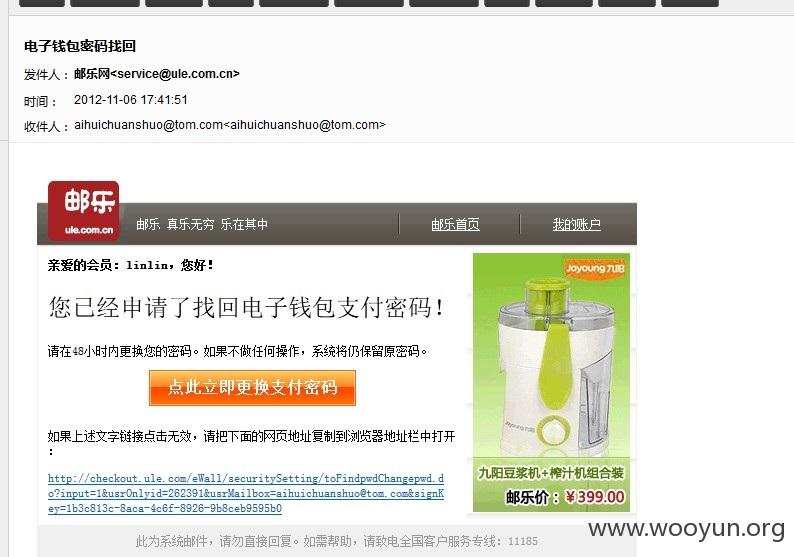 电子钱包密码找回
发件人：邮乐网<service@ule.com.cn>
时间：2012-11-06 17:41:51
收件人：aihuichuanshuo@tom.com<aihuichuanshuo@tom.com>
邮乐
ule.com.cn
邮乐 真乐无穷 乐在其中
邮乐首页
我的账户
亲爱的会员：linlin，您好！
您已经申请了找回电子钱包支付密码！
请在48小时内更换您的密码。如果不做任何操作，系统将仍保留原密码。
点此立即更换支付密码
如果上述文字链接点击无效，请把下面的网页地址复制到浏览器地址栏中打开
：
http://checkout.ule.com/eWall/securitySetting/toFindpwdChangepwd.d
o?input=1&usrOnlyid=262391&usrMailbox=aihuichuanshuo@tom.com&signK
ey=1b3c813c-8aca-4c6f-8926-9b8ceb9595b0
Joyoung九阳
Joyoung九阳
九阳豆浆机+榨汁机组合装
邮乐价：¥399.00
此为系统邮件，请勿直接回复。如需帮助，请致电全国客户服务专线：11185
www.wooyun.org